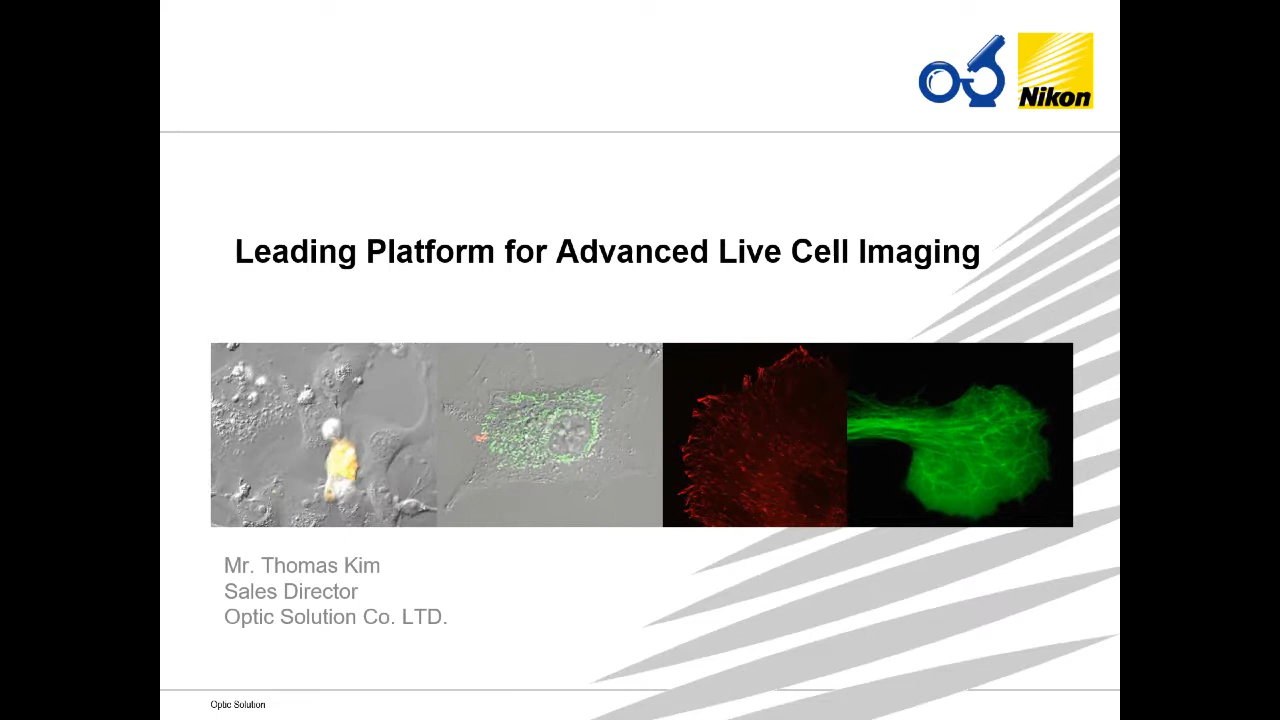 Nikon
Leading Platform for Advanced Live Cell Imaging
Mr. Thomas Kim
Sales Director
Optic Solution Co. LTD.
Optic Solution